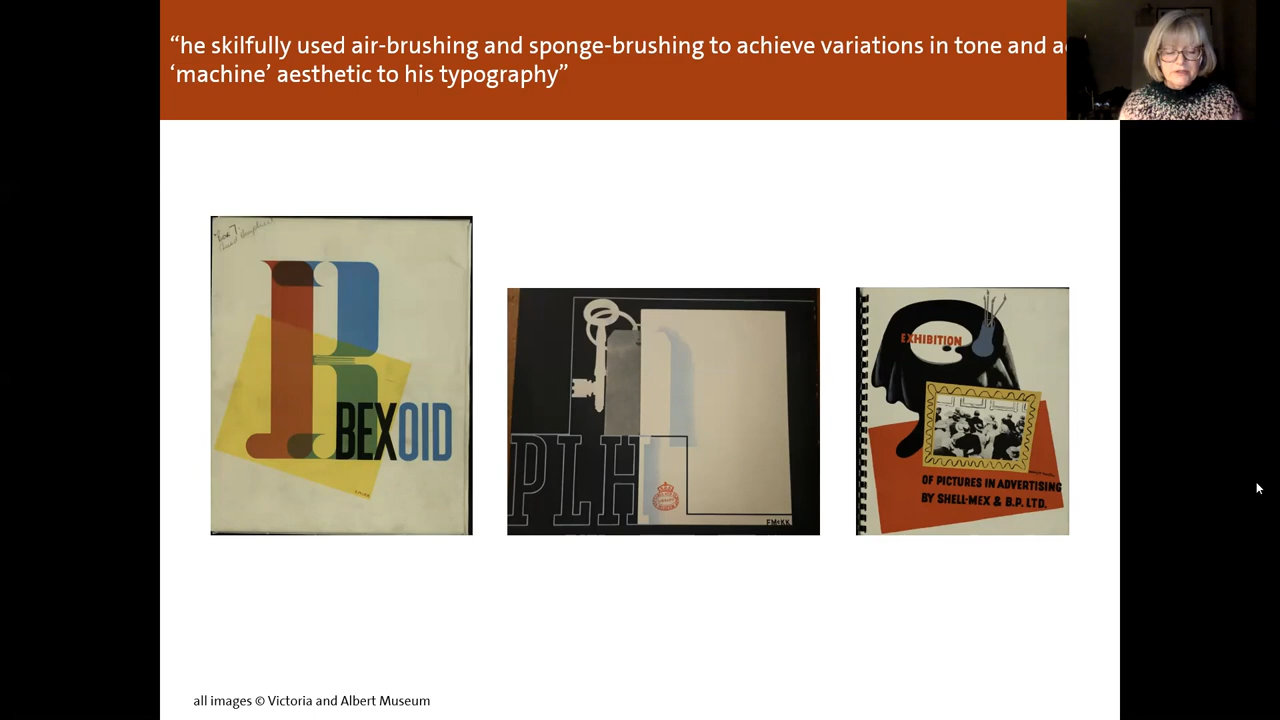 “he skilfully used air-brushing and sponge-brushing to achieve variations in tone and
‘machine’ aesthetic to his typography”
BEXOID
EXHIBITION
PLH
OF PICTURES IN ADVERTISING
BY SHELL-MEX & B.P. LTD.
all images © Victoria and Albert Museum